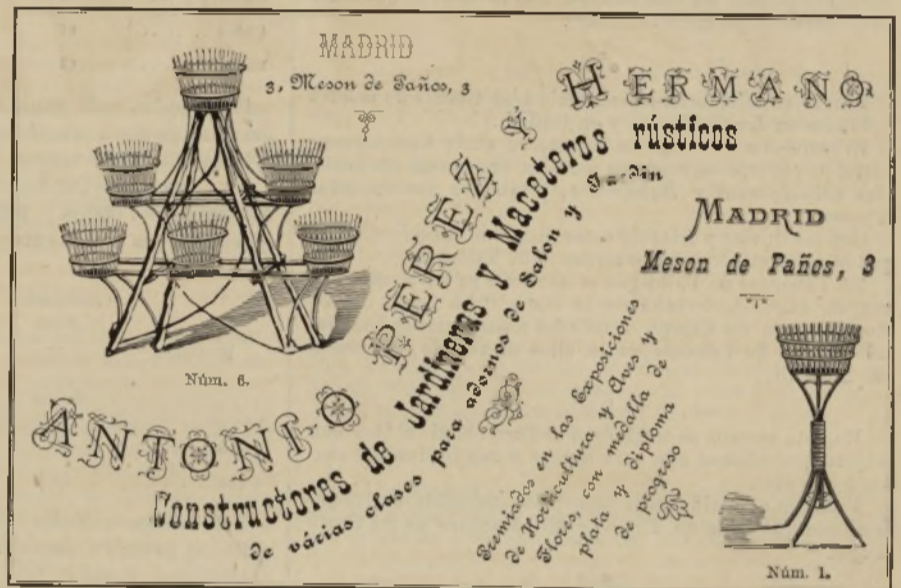 MADRID
3, Meson de Paños, 3
ANTONIO PEREZ Y HERMANO
Constructores de Jardineras y Maceteros rústicos
de várias clases para adornos de Salon y Jardin
MADRID
Meson de Paños, 3
Premiados en las Exposiciones
de Horticultura y Aves y
Flores, con medalla de
plata y diploma
de progreso
Núm. 6.
Núm. 1.